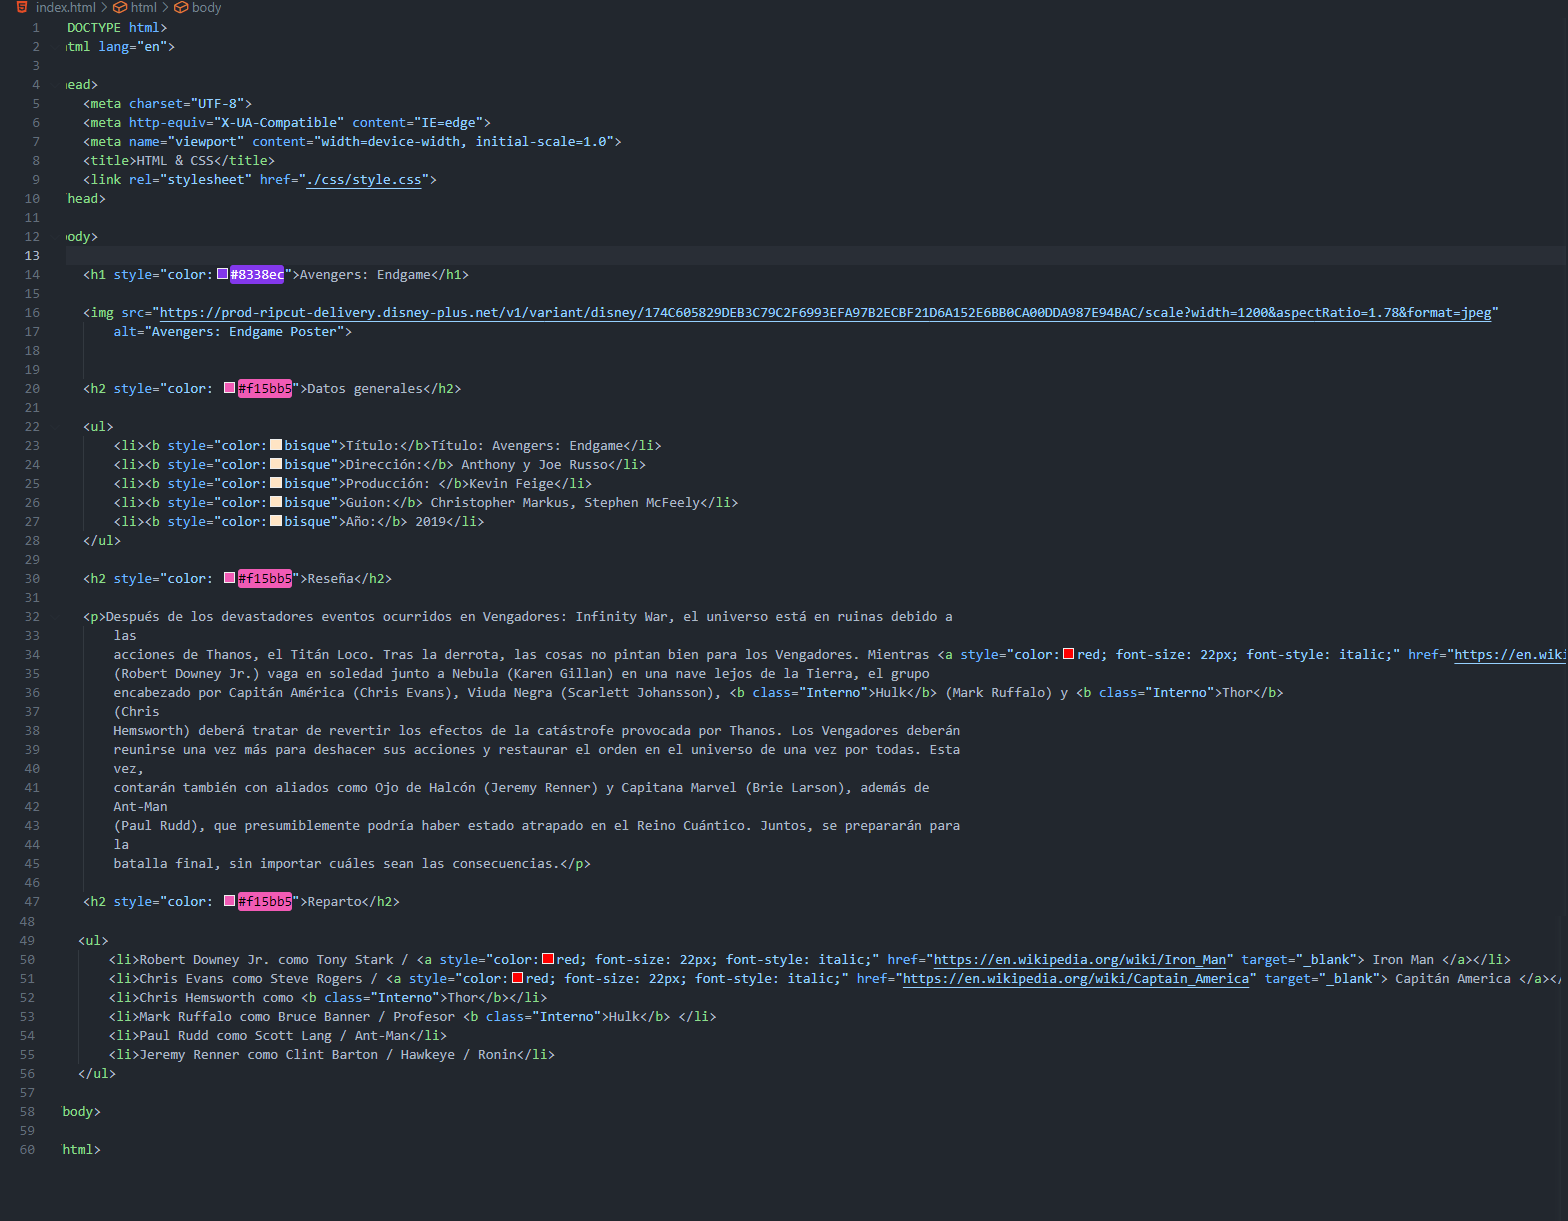 index.html > html > body
1 DOCTYPE html>
2 html lang="en">
3
4 head>
5 <meta charset="UTF-8">
6 <meta http-equiv="X-UA-Compatible" content="IE=edge">
7 <meta name="viewport" content="width=device-width, initial-scale=1.0">
8 <title>HTML & CSS</title>
9 <link rel="stylesheet" href="./css/style.css">
10 /head>
11
12 body>
13
14 <h1 style="color:#8338ec">Avengers: Endgame</h1>
15
16 <img src="https://prod-ripcut-delivery.disney-plus.net/v1/variant/disney/174C605829DEB3C79C2F6993EFA97B2ECBF21D6A152E6BB0CA00DDA987E94BAC/scale?width=1200&aspectRatio=1.78&format=jpeg"
17 alt="Avengers: Endgame Poster">
18
19
20 <h2 style="color: #f15bb5">Datos generales</h2>
21
22 <ul>
23 <li><b style="color:bisque">Título:</b>Título: Avengers: Endgame</li>
24 <li><b style="color:bisque">Dirección:</b> Anthony y Joe Russo</li>
25 <li><b style="color:bisque">Producción: </b>Kevin Feige</li>
26 <li><b style="color:bisque">Guion:</b> Christopher Markus, Stephen McFeely</li>
27 <li><b style="color:bisque">Año:</b> 2019</li>
28 </ul>
29
30 <h2 style="color: #f15bb5">Reseña</h2>
31
32 <p>Después de los devastadores eventos ocurridos en Vengadores: Infinity War, el universo está en ruinas debido a
33 las
34 acciones de Thanos, el Titán Loco. Tras la derrota, las cosas no pintan bien para los Vengadores. Mientras <a style="color:red; font-size: 22px; font-style: italic;" href="https://en.wiki
35 (Robert Downey Jr.) vaga en soledad junto a Nebula (Karen Gillan) en una nave lejos de la Tierra, el grupo
36 encabezado por Capitán América (Chris Evans), Viuda Negra (Scarlett Johansson), <b class="Interno">Hulk</b> (Mark Ruffalo) y <b class="Interno">Thor</b>
37 (Chris
38 Hemsworth) deberá tratar de revertir los efectos de la catástrofe provocada por Thanos. Los Vengadores deberán
39 reunirse una vez más para deshacer sus acciones y restaurar el orden en el universo de una vez por todas. Esta
40 vez,
41 contarán también con aliados como Ojo de Halcón (Jeremy Renner) y Capitana Marvel (Brie Larson), además de
42 Ant-Man
43 (Paul Rudd), que presumiblemente podría haber estado atrapado en el Reino Cuántico. Juntos, se prepararán para
44 la
45 batalla final, sin importar cuáles sean las consecuencias.</p>
46
47 <h2 style="color: #f15bb5">Reparto</h2>
48
49 <ul>
50 <li>Robert Downey Jr. como Tony Stark / <a style="color:red; font-size: 22px; font-style: italic;" href="https://en.wikipedia.org/wiki/Iron_Man" target="_blank"> Iron Man </a></li>
51 <li>Chris Evans como Steve Rogers / <a style="color:red; font-size: 22px; font-style: italic;" href="https://en.wikipedia.org/wiki/Captain_America" target="_blank"> Capitán America </a></
52 <li>Chris Hemsworth como <b class="Interno">Thor</b></li>
53 <li>Mark Ruffalo como Bruce Banner / Profesor <b class="Interno">Hulk</b> </li>
54 <li>Paul Rudd como Scott Lang / Ant-Man</li>
55 <li>Jeremy Renner como Clint Barton / Hawkeye / Ronin</li>
56 </ul>
57
58 body>
59
60 html>